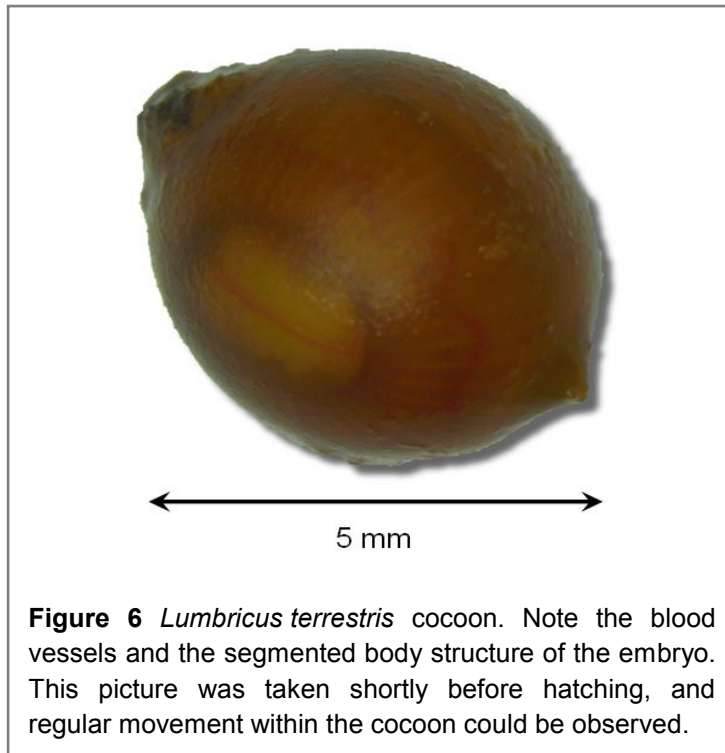 5 mm
Figure 6 Lumbricus terrestris cocoon. Note the blood
vessels and the segmented body structure of the embryo.
This picture was taken shortly before hatching, and
regular movement within the cocoon could be observed.